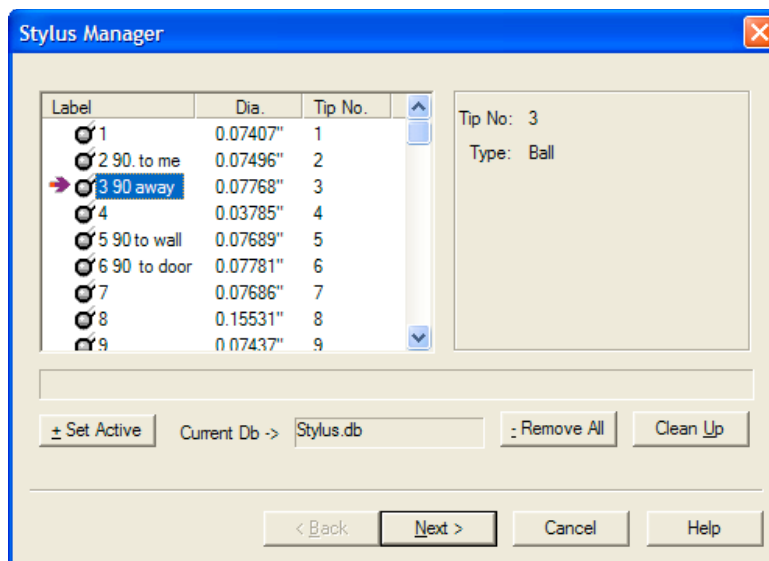 Stylus Manager
Label Dia. Tip No.
1 0.07407" 1
2 90. to me 0.07496" 2
3 90 away 0.07768" 3
4 0.03785" 4
5 90 to wall 0.07689" 5
6 90 to door 0.07781" 6
7 0.07686" 7
8 0.15531" 8
9 0.07437" 9
Tip No: 3
Type: Ball
+ Set Active Current Db -> Stylus.db - Remove All Clean Up
< Back Next > Cancel Help